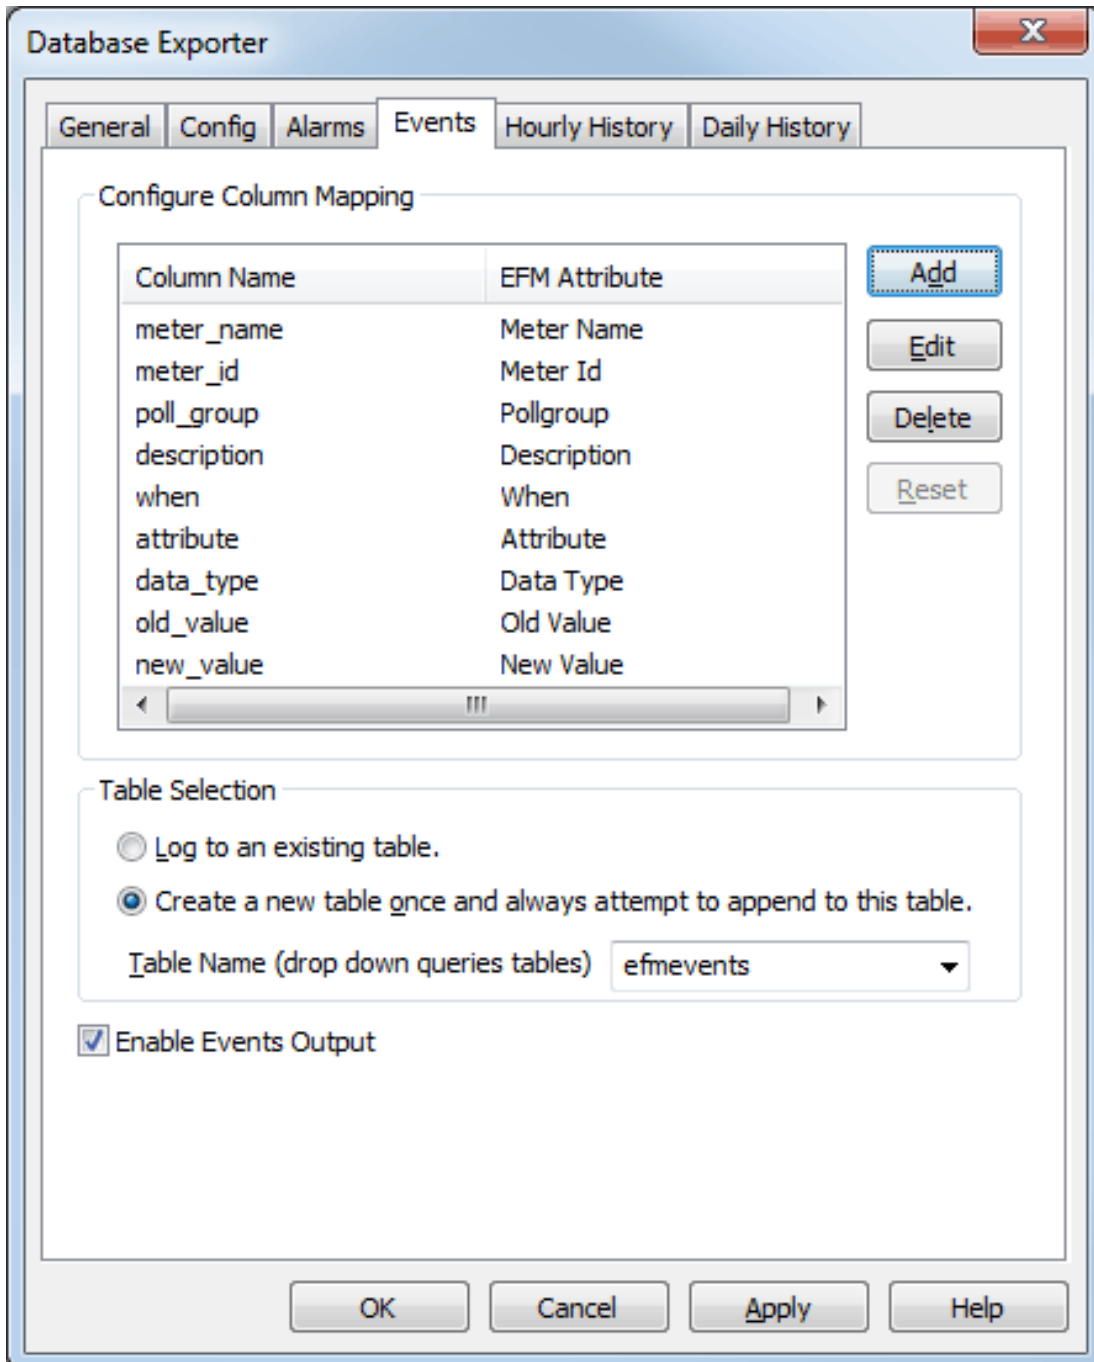 Database Exporter
General Config Alarms Events Hourly History Daily History
Configure Column Mapping
Column Name EFM Attribute Add
meter_name Meter Name
meter_id Meter Id Edit
poll_group Pollgroup Delete
description Description
when When Reset
attribute Attribute
data_type Data Type
old_value Old Value
new_value New Value
Table Selection
Log to an existing table.
Create a new table once and always attempt to append to this table.
Table Name (drop down queries tables) efmevents
Enable Events Output
OK Cancel Apply Help